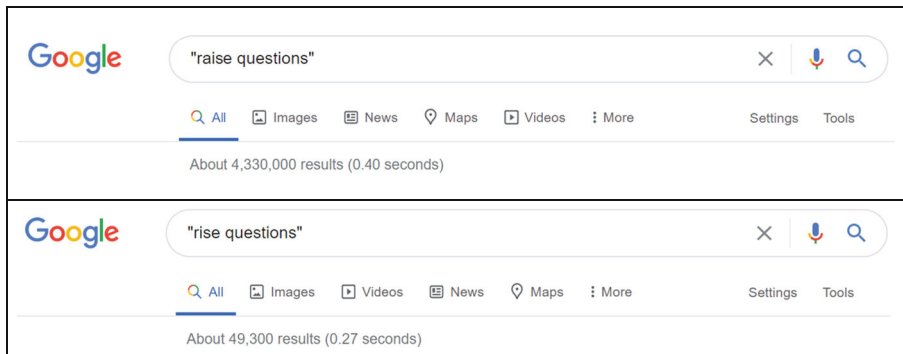 Google "raise questions"
All Images News Maps Videos More Settings Tools
About 4,330,000 results (0.40 seconds)
Google "rise questions"
All Images Videos News Maps More Settings Tools
About 49,300 results (0.27 seconds)